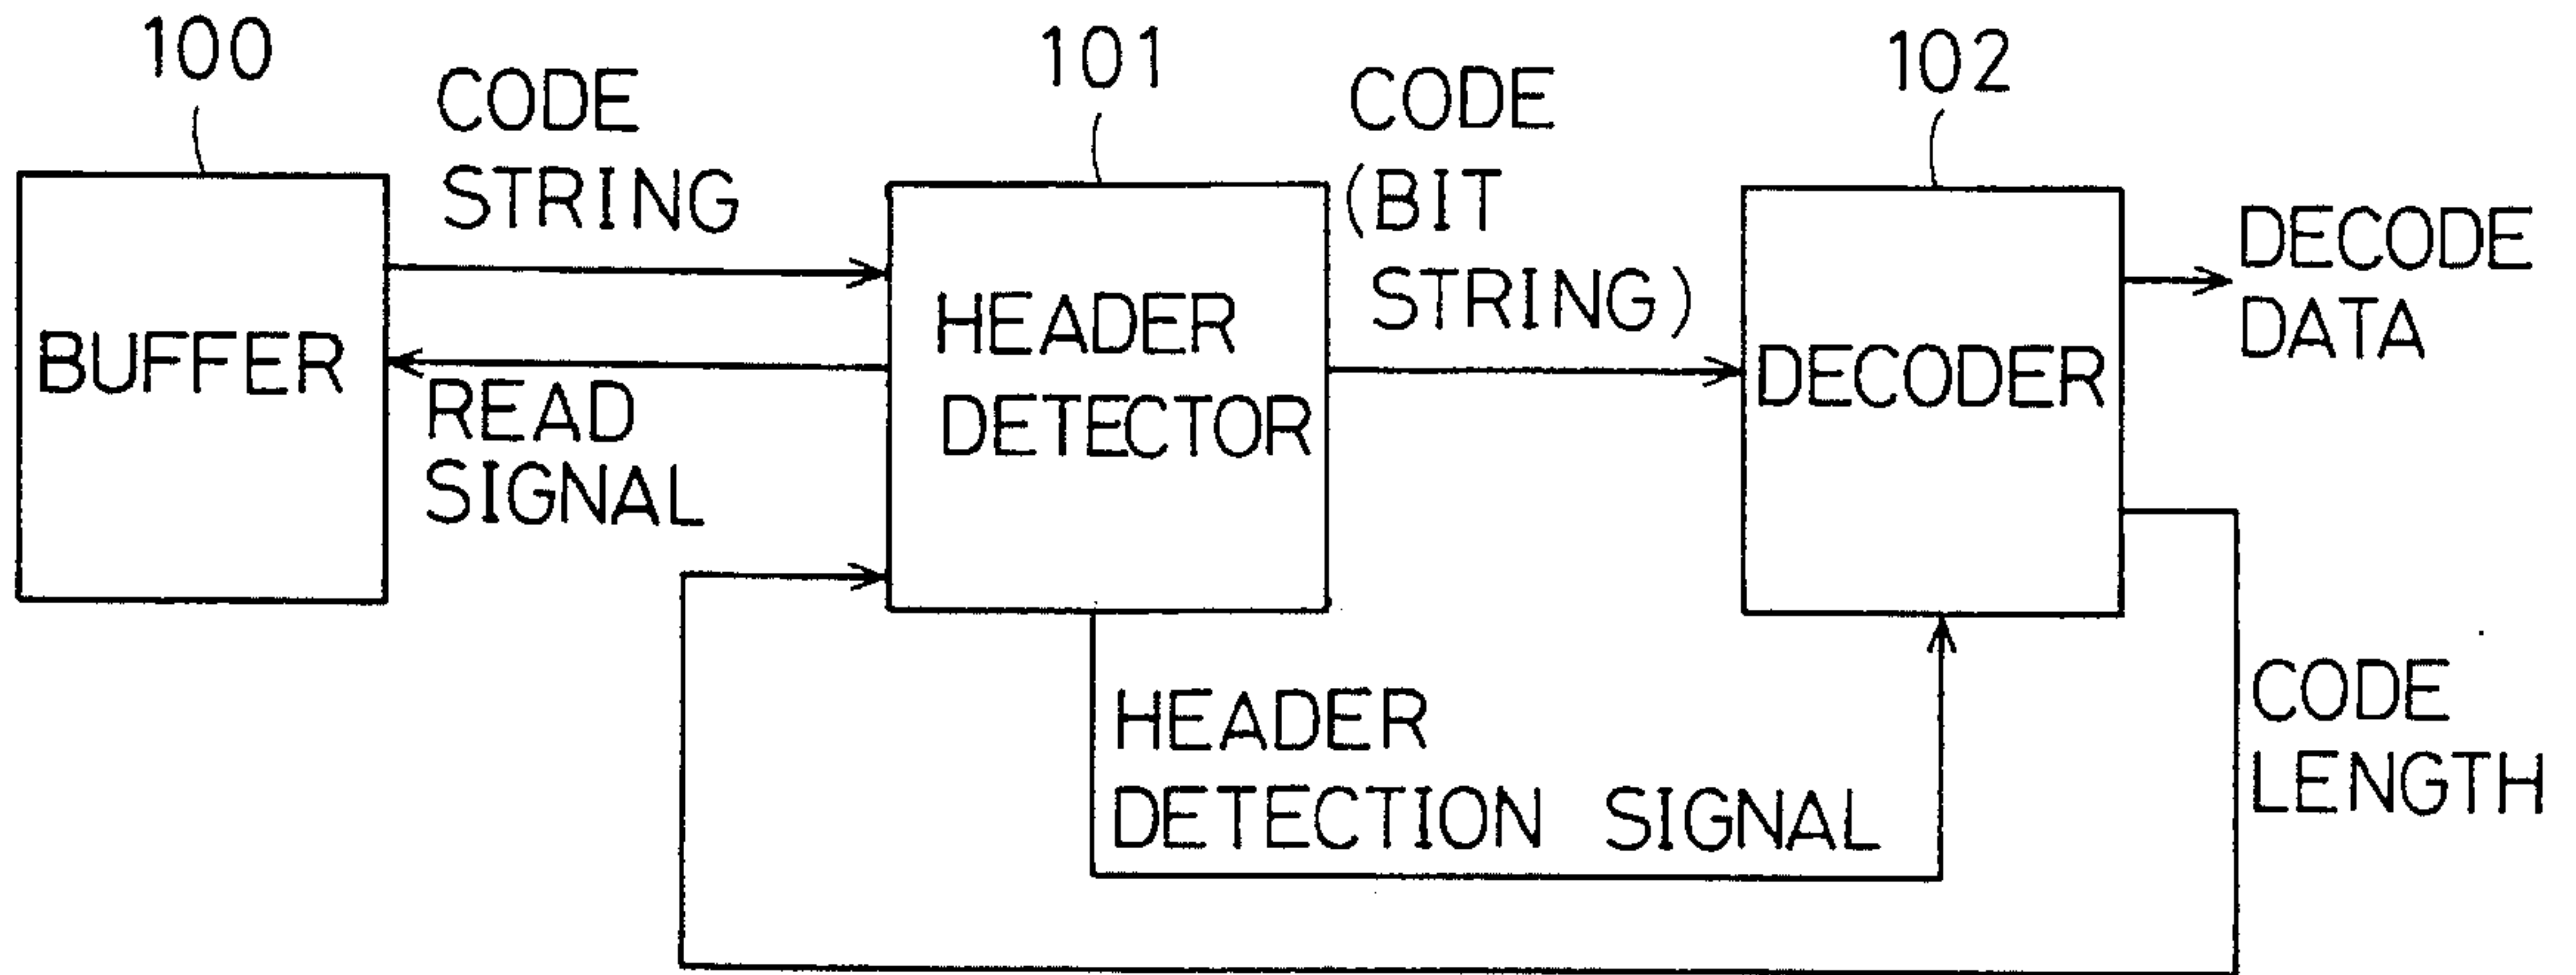 100
CODE
STRING
101
CODE
(BIT
STRING)
102
BUFFER
READ
SIGNAL
HEADER
DETECTOR
DECODER
DECODE
DATA
HEADER
DETECTION SIGNAL
CODE
LENGTH